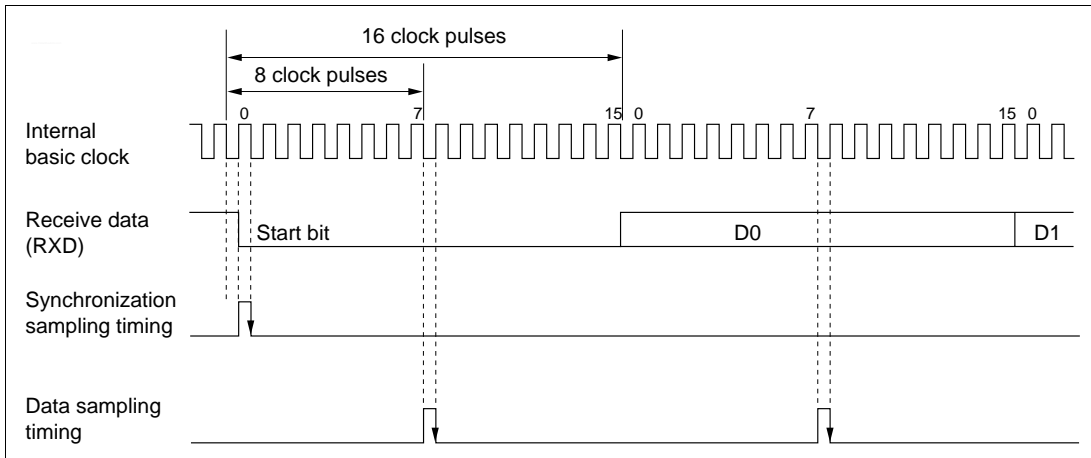 16 clock pulses
8 clock pulses
0 7 15 0 7 15 0
Internal
basic clock
Receive data
(RXD)
Start bit D0 D1
Synchronization
sampling timing
Data sampling
timing